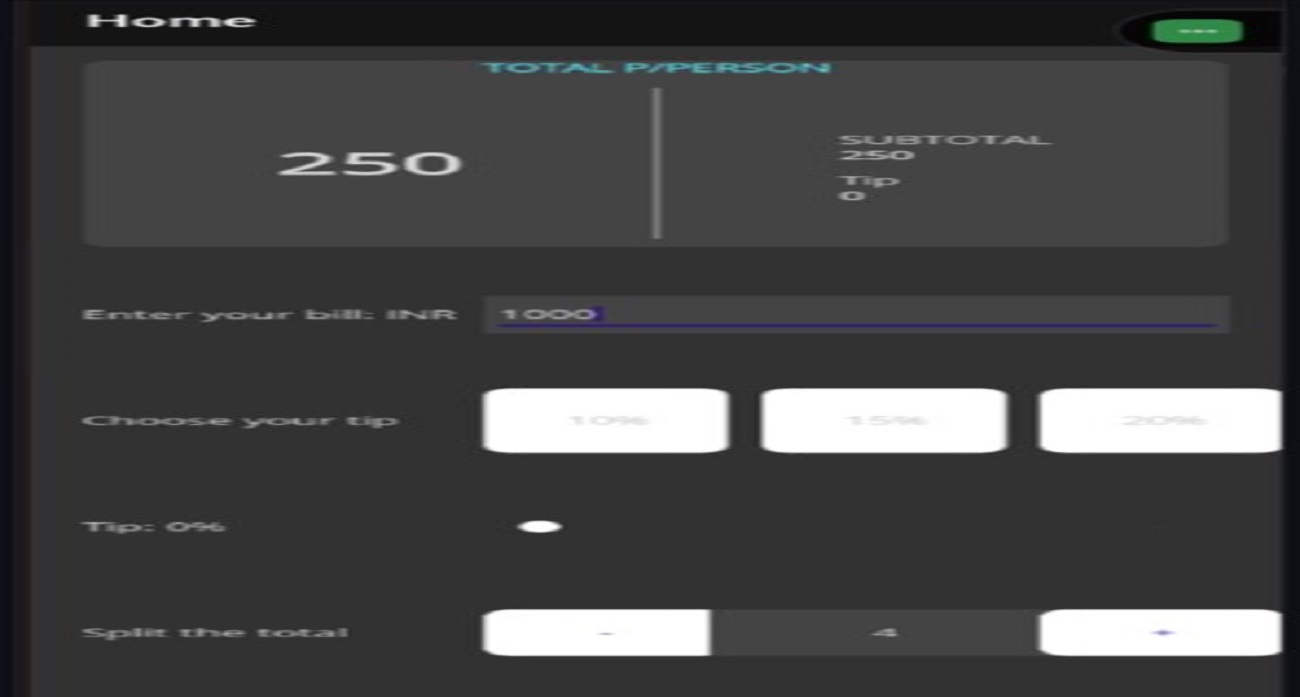 Home
TOTAL P/PERSON
250
SUBTOTAL
250
Tip
0
Enter your bill: INR 1000
Choose your tip 10% 15% 20%
Tip: 0%
Split the total - 4 +